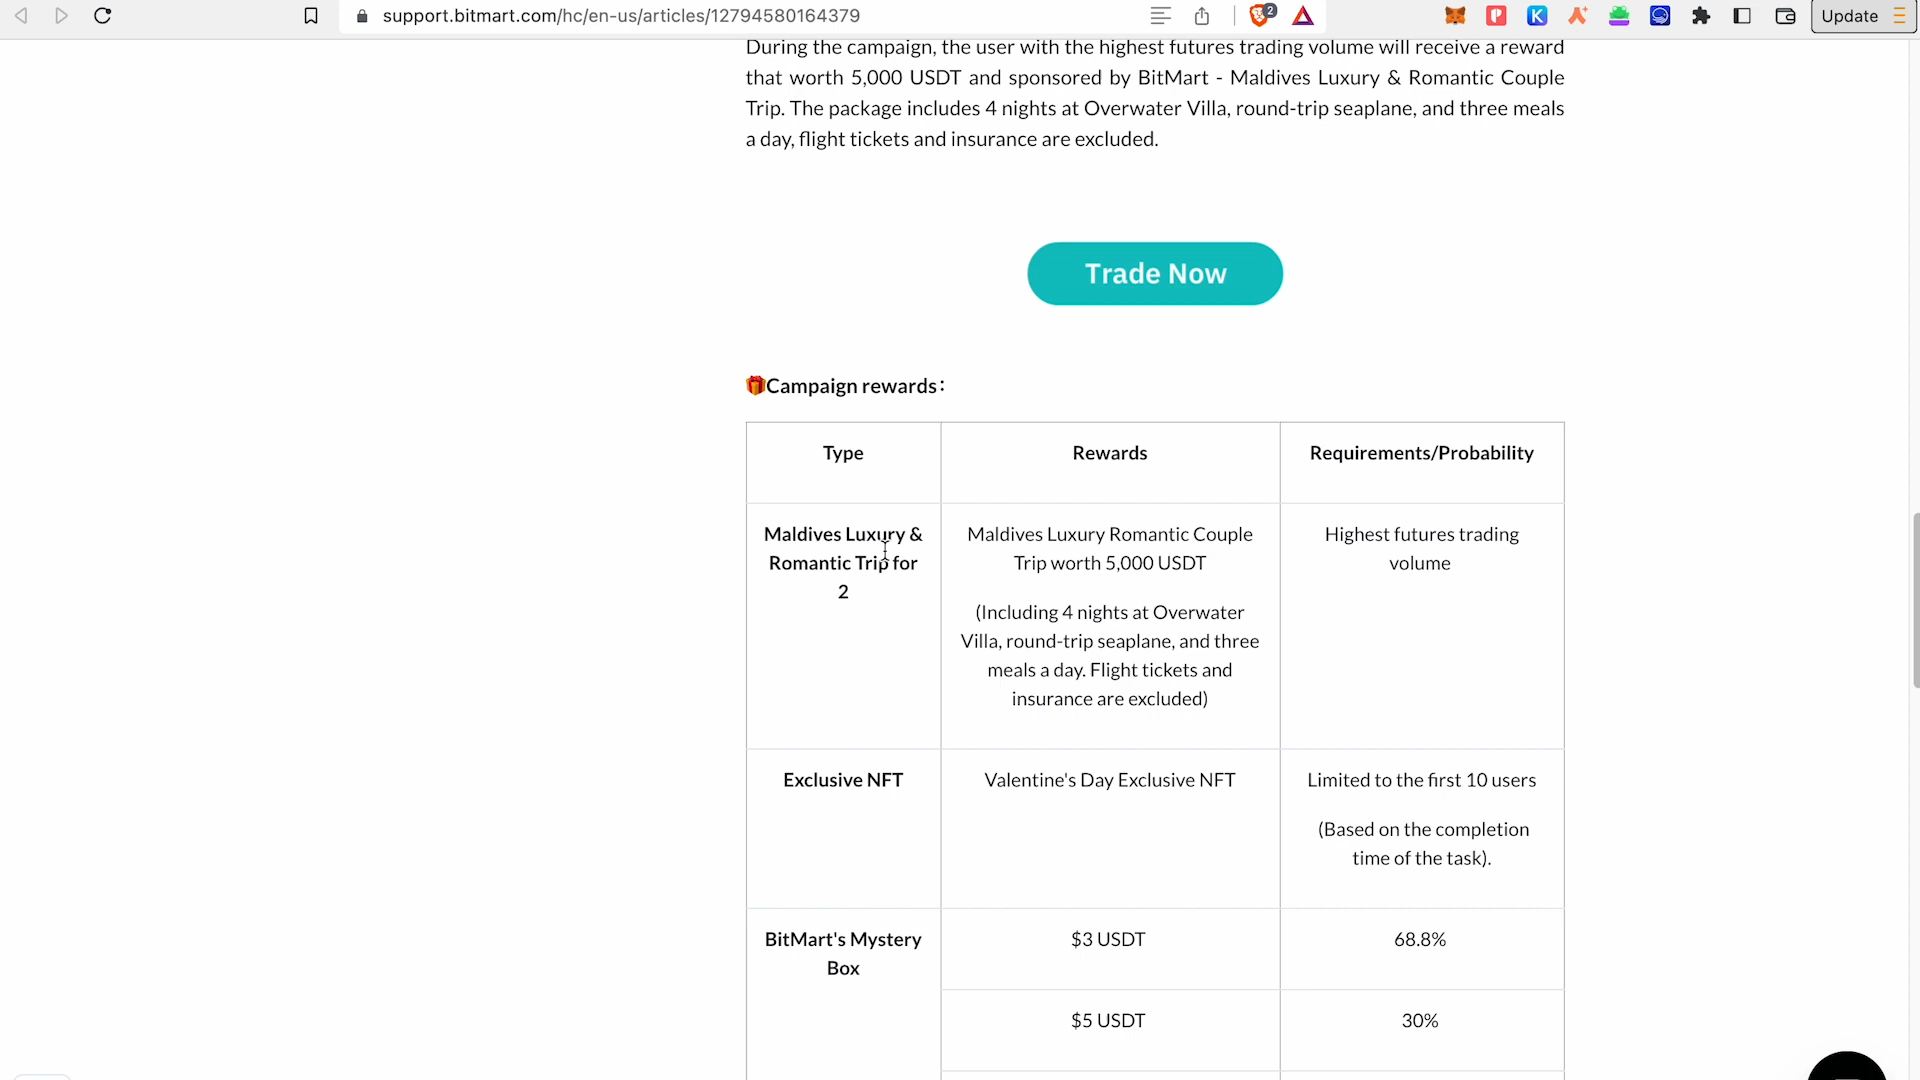 support.bitmart.com/hc/en-us/articles/12794580164379
2
Update
During the campaign, the user with the highest futures trading volume will receive a reward
that worth 5,000 USDT and sponsored by BitMart - Maldives Luxury & Romantic Couple
Trip. The package includes 4 nights at Overwater Villa, round-trip seaplane, and three meals
a day, flight tickets and insurance are excluded.
Trade Now
🎁Campaign rewards：
Type
Rewards
Requirements/Probability
Maldives Luxury &
Romantic Trip for
2
Maldives Luxury Romantic Couple
Trip worth 5,000 USDT
(Including 4 nights at Overwater
Villa, round-trip seaplane, and three
meals a day. Flight tickets and
insurance are excluded)
Highest futures trading
volume
Exclusive NFT
Valentine's Day Exclusive NFT
Limited to the first 10 users
(Based on the completion
time of the task).
BitMart's Mystery
Box
$3 USDT
68.8%
$5 USDT
30%